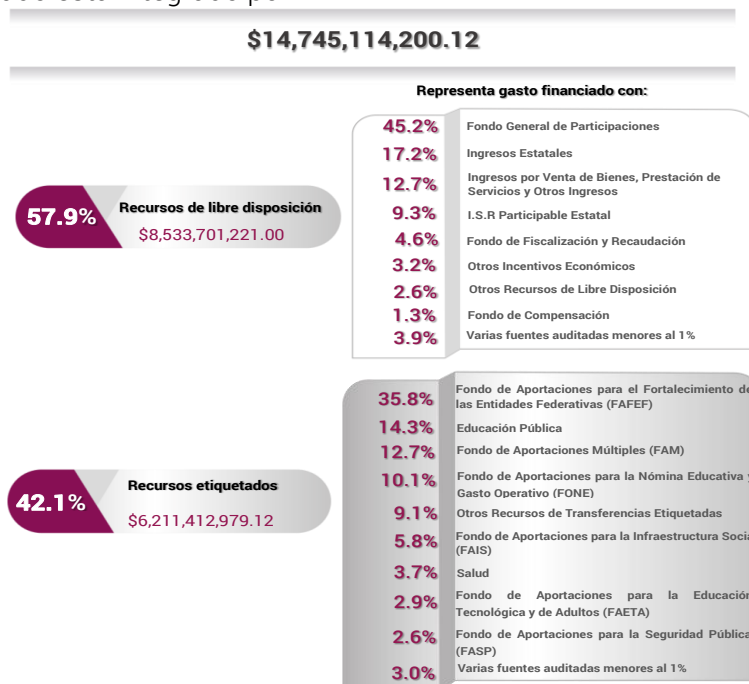 $14,745,114,200.12
Representa gasto financiado con:
57.9%
Recursos de libre disposición
$8,533,701,221.00
45.2% Fondo General de Participaciones
17.2% Ingresos Estatales
12.7% Ingresos por Venta de Bienes, Prestación de
Servicios y Otros Ingresos
9.3% I.S.R Participable Estatal
4.6% Fondo de Fiscalización y Recaudación
3.2% Otros Incentivos Económicos
2.6% Otros Recursos de Libre Disposición
1.3% Fondo de Compensación
3.9% Varias fuentes auditadas menores al 1%
42.1%
Recursos etiquetados
$6,211,412,979.12
35.8% Fondo de Aportaciones para el Fortalecimiento de
las Entidades Federativas (FAFEF)
14.3% Educación Pública
12.7% Fondo de Aportaciones Múltiples (FAM)
10.1% Fondo de Aportaciones para la Nómina Educativa y
Gasto Operativo (FONE)
9.1% Otros Recursos de Transferencias Etiquetadas
5.8% Fondo de Aportaciones para la Infraestructura Social
(FAIS)
3.7% Salud
2.9% Fondo de Aportaciones para la Educación
Tecnológica y de Adultos (FAETA)
2.6% Fondo de Aportaciones para la Seguridad Pública
(FASP)
3.0% Varias fuentes auditadas menores al 1%